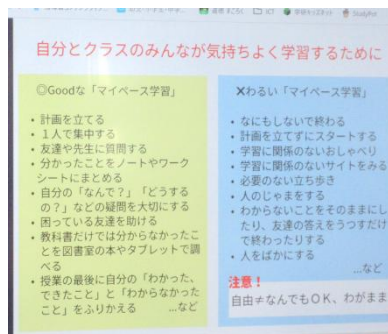 自分とクラスのみんなが気持ちよく学習するために
◎Goodな「マイペース学習」
・計画を立てる
・1人で集中する
・友達や先生に質問する
・分かったことをノートやワーク
シートにまとめる
・自分の「なんで?」「どうする
の?」などの疑問を大切にする
・困っている友達を助ける
・教科書だけでは分からなかったこ
とを図書室の本やタブレットで調
べる
・授業の最後に自分の「わかった、
できたこと」と「わからなかった
こと」をふりかえる ...など
✕わるい「マイペース学習」
・なにもしないで終わる
・計画を立てずにスタートする
・学習に関係のないおしゃべり
・学習に関係のないサイトをみる
・必要のない立ち歩き
・人のじゃまをする
・わからないことをそのままにし
たり、友達の答えをうつすだけ
で終わったりする
・人をばかにする
...など
注意!
自由≠なんでもOK、わがまま